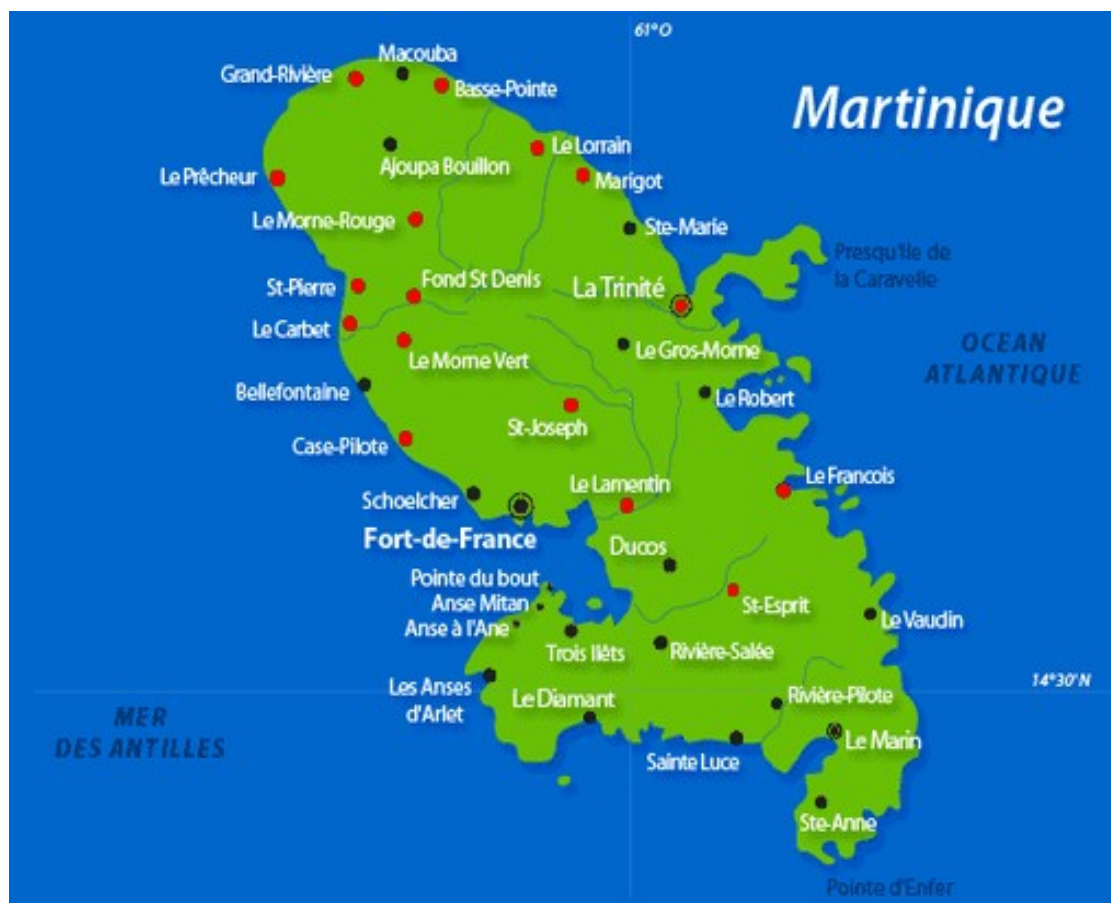 61°O
Macouba
Grand-Rivière
Basse-Pointe
Martinique
Le Lorrain
Ajoupa Bouillon
Le Prêcheur
Marigot
Le Morne-Rouge
Ste-Marie
Presqu'île de
la Caravelle
St-Pierre
Fond St Denis
La Trinité
Le Carbet
Le Morne Vert
Le Gros-Morne
OCEAN
ATLANTIQUE
Bellefontaine
Le Robert
St-Joseph
Case-Pilote
Le Francois
Le Lamentin
Schoelcher
Fort-de-France
Ducos
Pointe du bout
Anse Mitan
St-Esprit
Anse à l'Ane
Le Vaudin
Trois Ilêts
Rivière-Salée
14°30'N
Les Anses
d'Arlet
Le Diamant
Rivière-Pilote
MER
DES ANTILLES
Le Marin
Sainte Luce
Ste-Anne
Pointe d'Enfer